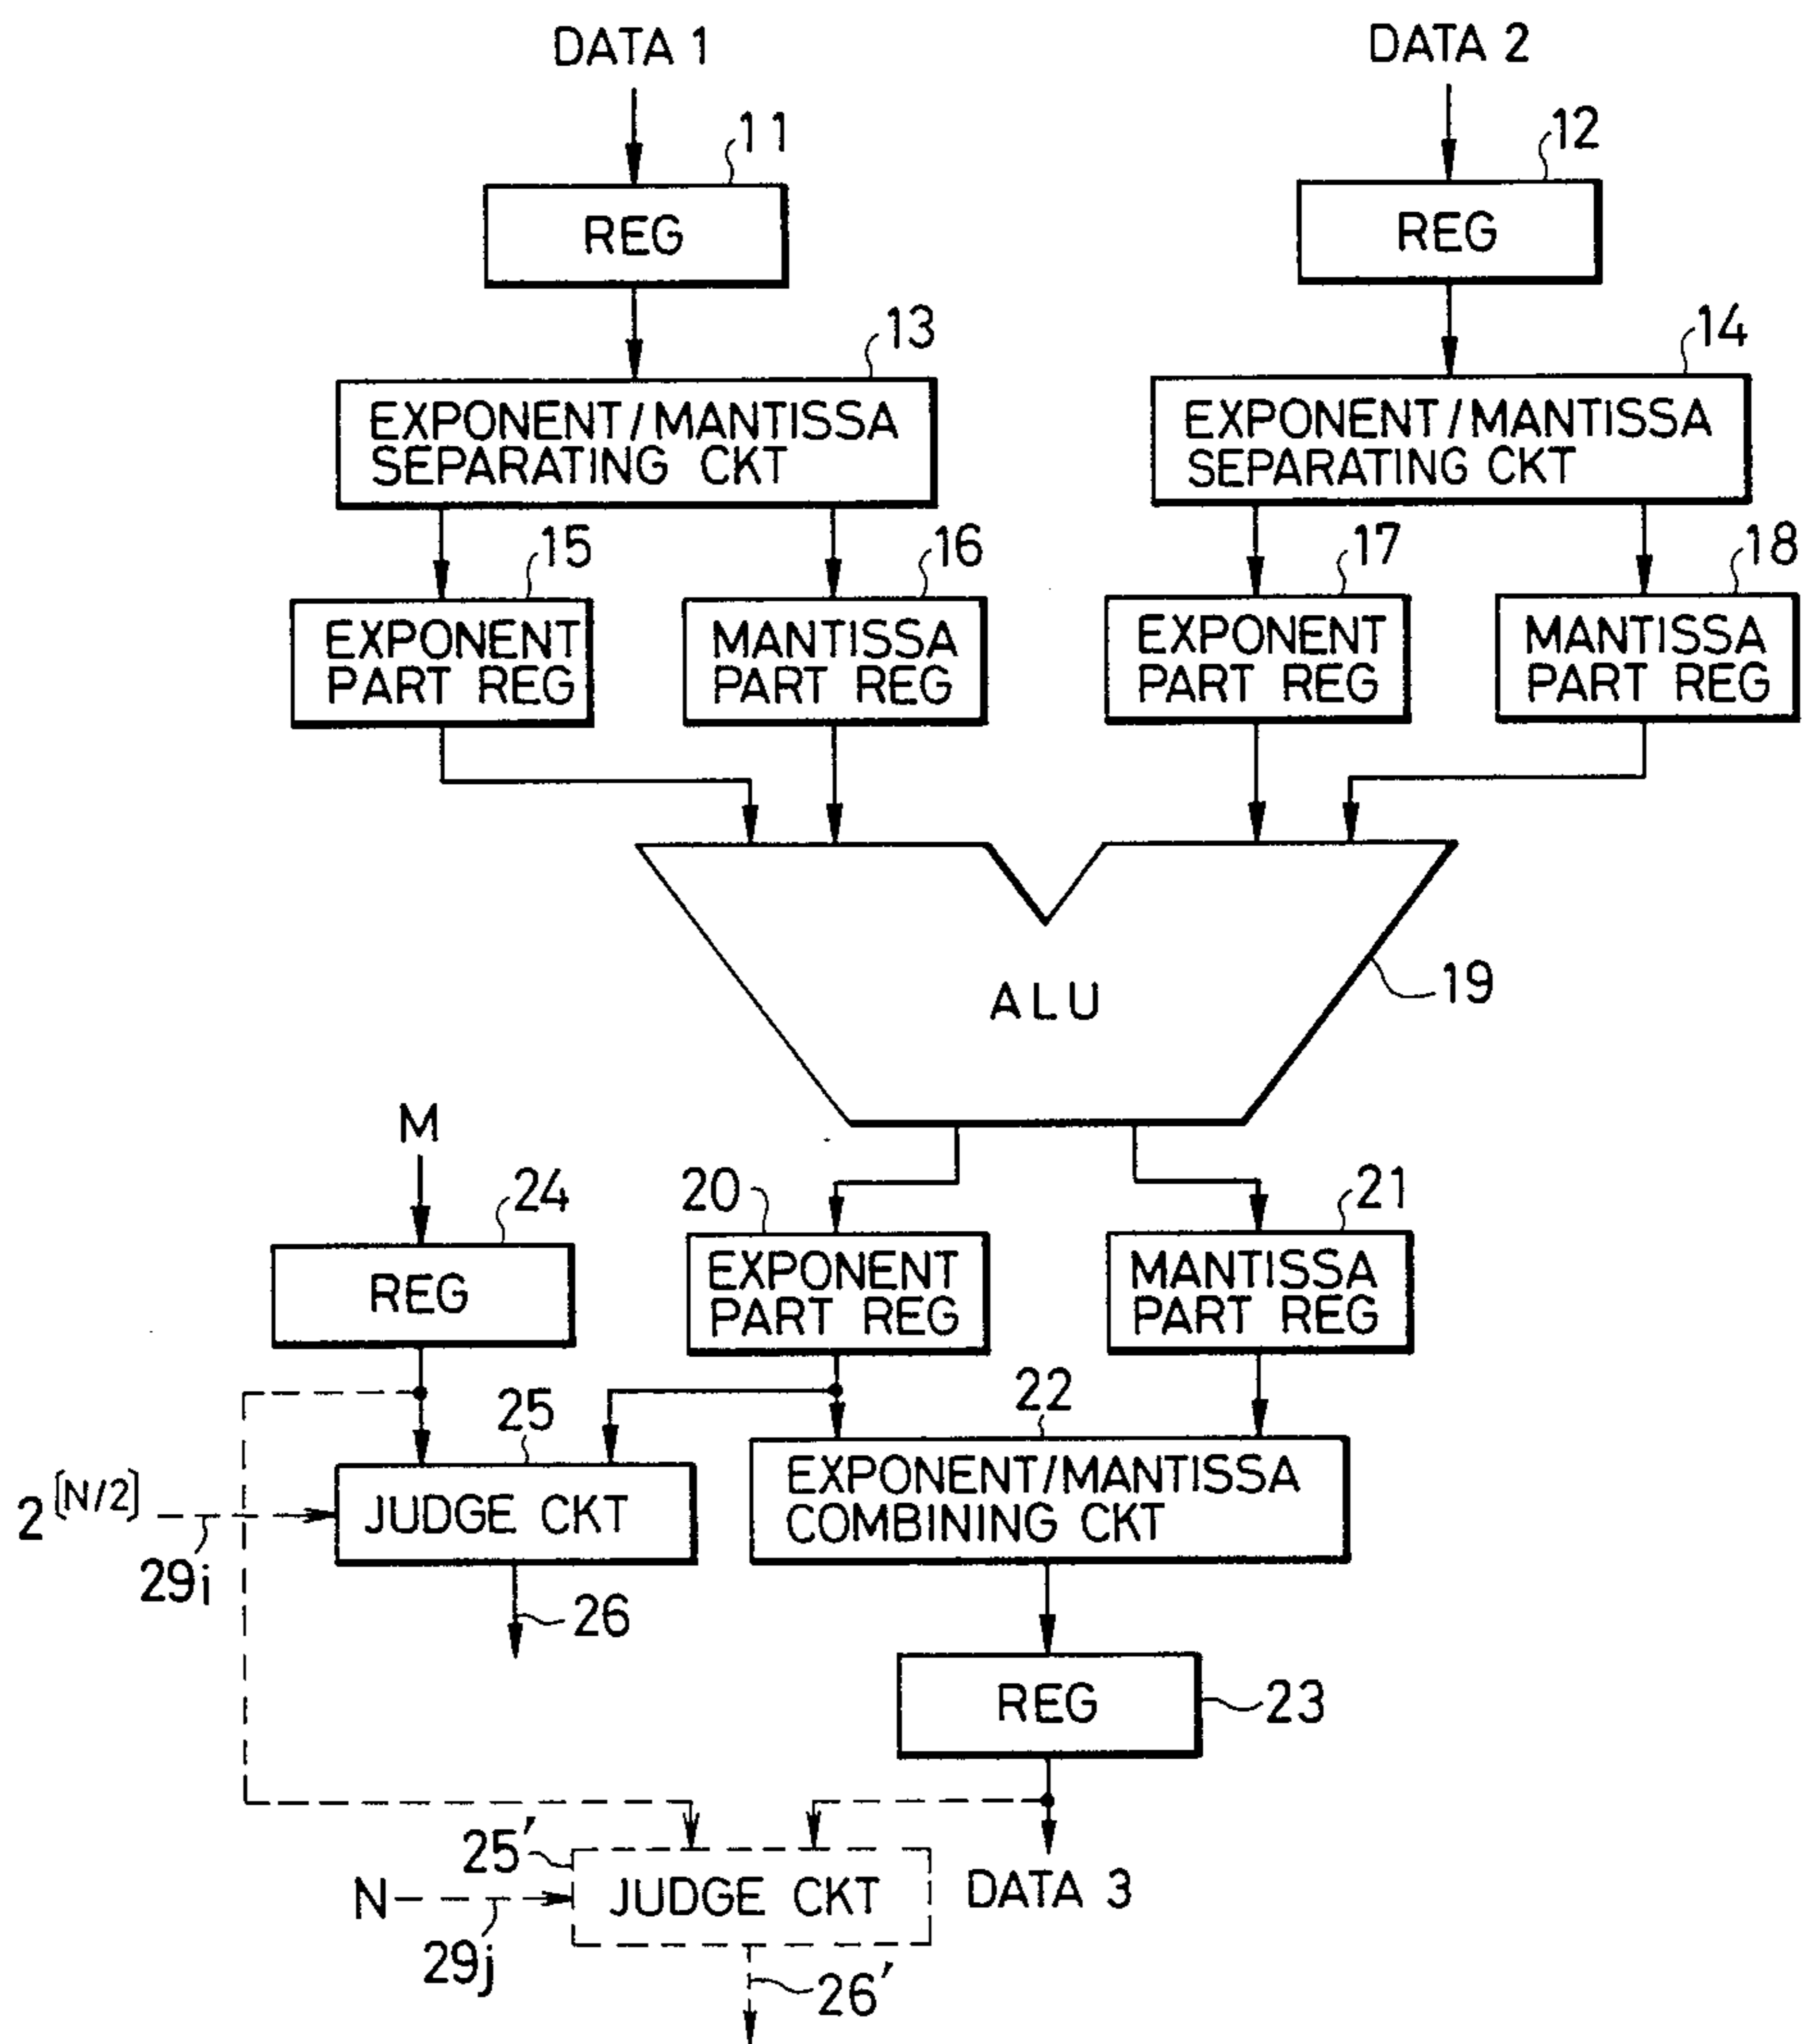 DATA 1
DATA 2
11
12
REG
REG
13
14
EXPONENT/MANTISSA
SEPARATING CKT
EXPONENT/MANTISSA
SEPARATING CKT
15
16
17
18
EXPONENT
PART REG
MANTISSA
PART REG
EXPONENT
PART REG
MANTISSA
PART REG
ALU
19
M
24
20
21
REG
EXPONENT
PART REG
MANTISSA
PART REG
25
22
2[N/2]
29i
JUDGE CKT
EXPONENT/MANTISSA
COMBINING CKT
26
REG
23
25'
N
29j
JUDGE CKT
DATA 3
26'